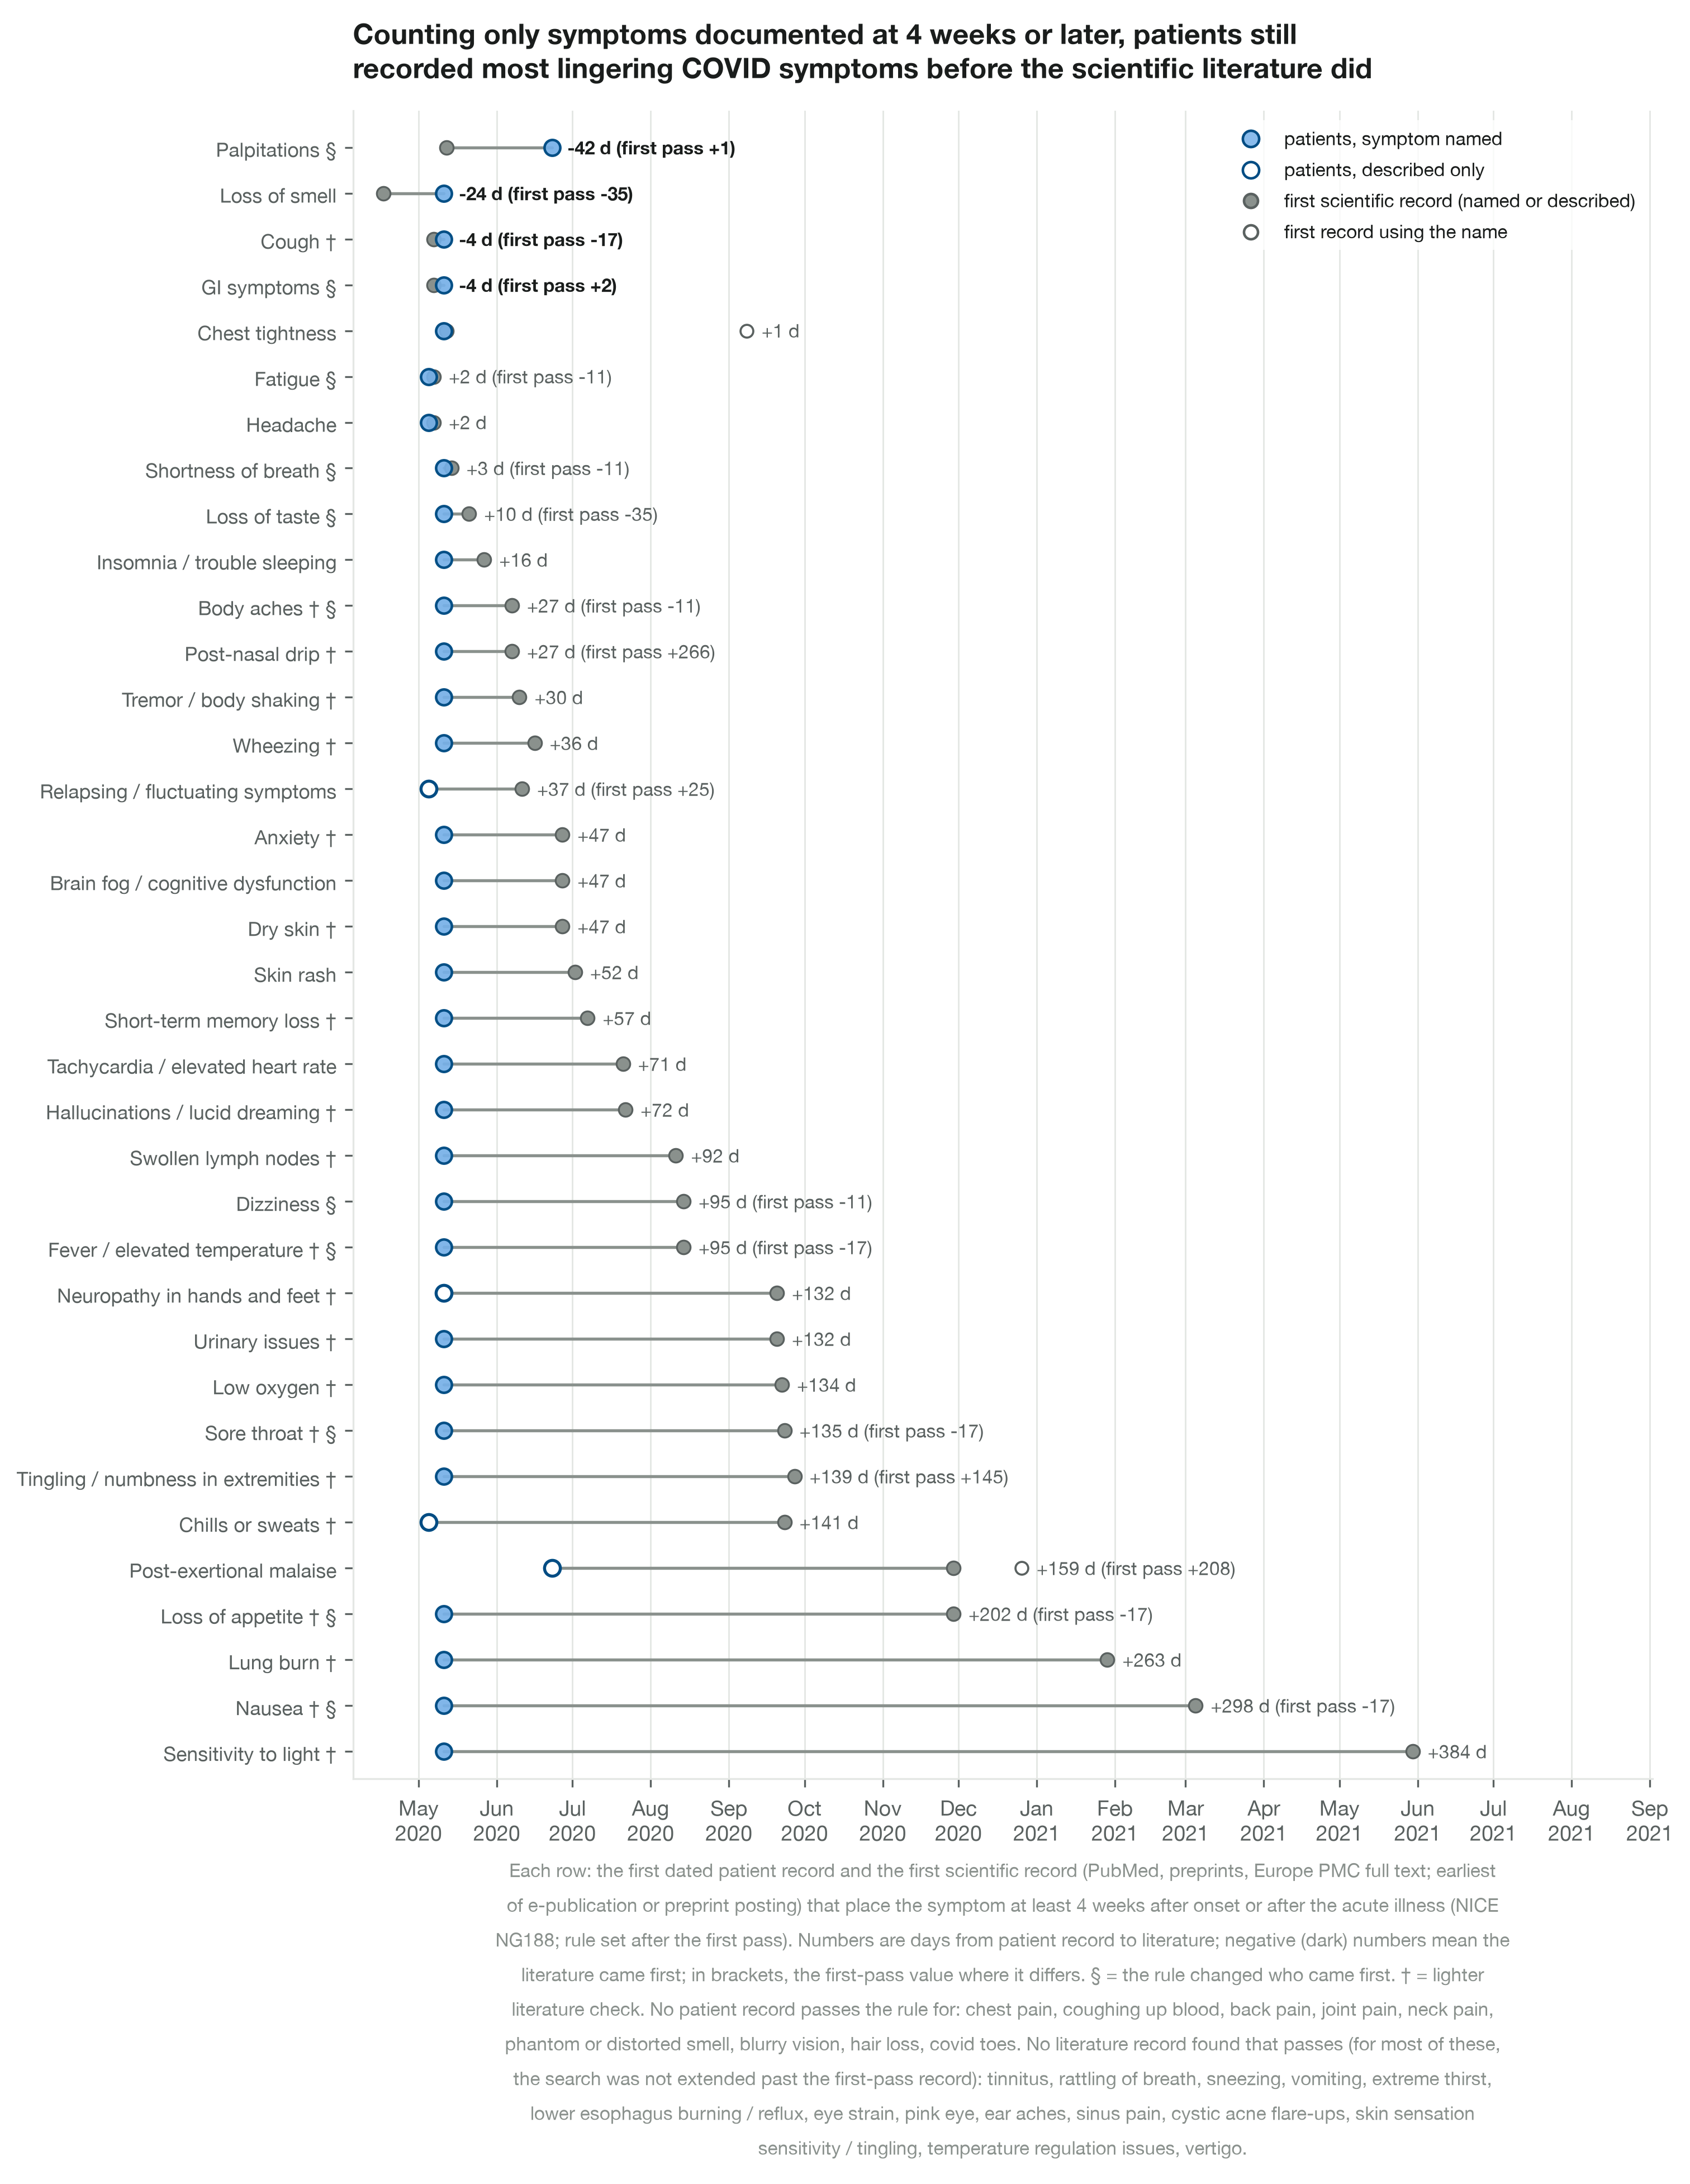 Counting only symptoms documented at 4 weeks or later, patients still
recorded most lingering COVID symptoms before the scientific literature did
patients, symptom named
patients, described only
first scientific record (named or described)
first record using the name
Palpitations § -42 d (first pass +1)
Loss of smell -24 d (first pass -35)
Cough † -4 d (first pass -17)
GI symptoms § -4 d (first pass +2)
Chest tightness +1 d
Fatigue § +2 d (first pass -11)
Headache +2 d
Shortness of breath § +3 d (first pass -11)
Loss of taste § +10 d (first pass -35)
Insomnia / trouble sleeping +16 d
Body aches † § +27 d (first pass -11)
Post-nasal drip † +27 d (first pass +266)
Tremor / body shaking † +30 d
Wheezing † +36 d
Relapsing / fluctuating symptoms +37 d (first pass +25)
Anxiety † +47 d
Brain fog / cognitive dysfunction +47 d
Dry skin † +47 d
Skin rash +52 d
Short-term memory loss † +57 d
Tachycardia / elevated heart rate +71 d
Hallucinations / lucid dreaming † +72 d
Swollen lymph nodes † +92 d
Dizziness § +95 d (first pass -11)
Fever / elevated temperature † § +95 d (first pass -17)
Neuropathy in hands and feet † +132 d
Urinary issues † +132 d
Low oxygen † +134 d
Sore throat † § +135 d (first pass -17)
Tingling / numbness in extremities † +139 d (first pass +145)
Chills or sweats † +141 d
Post-exertional malaise +159 d (first pass +208)
Loss of appetite † § +202 d (first pass -17)
Lung burn † +263 d
Nausea † § +298 d (first pass -17)
Sensitivity to light † +384 d
May Jun Jul Aug Sep Oct Nov Dec Jan Feb Mar Apr May Jun Jul Aug Sep
2020 2020 2020 2020 2020 2020 2020 2020 2021 2021 2021 2021 2021 2021 2021 2021 2021
Each row: the first dated patient record and the first scientific record (PubMed, preprints, Europe PMC full text; earliest
of e-publication or preprint posting) that place the symptom at least 4 weeks after onset or after the acute illness (NICE
NG188; rule set after the first pass). Numbers are days from patient record to literature; negative (dark) numbers mean the
literature came first; in brackets, the first-pass value where it differs. § = the rule changed who came first. † = lighter
literature check. No patient record passes the rule for: chest pain, coughing up blood, back pain, joint pain, neck pain,
phantom or distorted smell, blurry vision, hair loss, covid toes. No literature record found that passes (for most of these,
the search was not extended past the first-pass record): tinnitus, rattling of breath, sneezing, vomiting, extreme thirst,
lower esophagus burning / reflux, eye strain, pink eye, ear aches, sinus pain, cystic acne flare-ups, skin sensation
sensitivity / tingling, temperature regulation issues, vertigo.